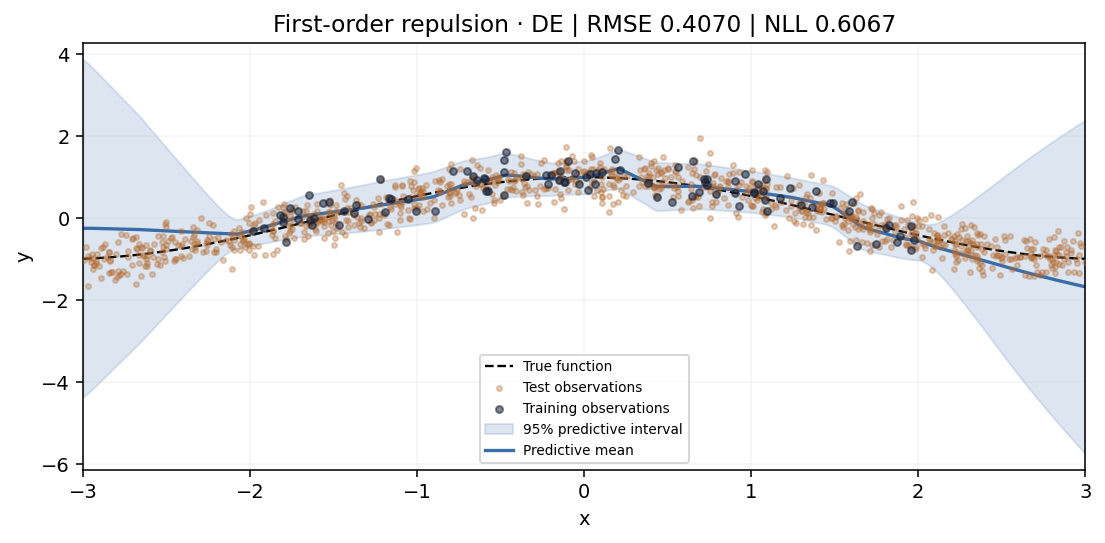 First-order repulsion · DE | RMSE 0.4070 | NLL 0.6067
y
4
2
0
−2
−4
−6
True function
Test observations
Training observations
95% predictive interval
Predictive mean
−3 −2 −1 0 1 2 3
x